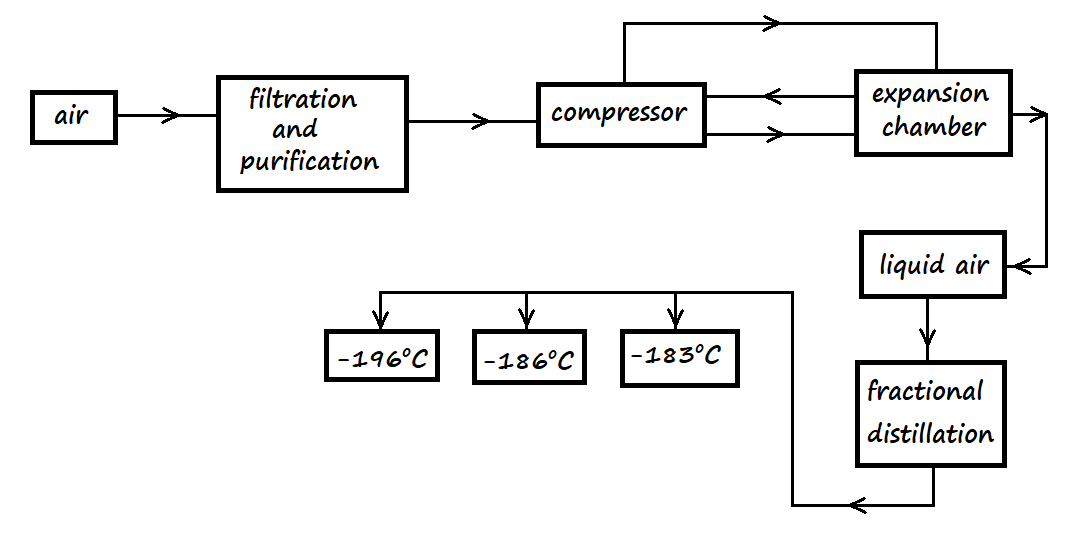 air
filtration
and
purification
compressor
expansion
chamber
liquid air
fractional
distillation
-196°C
-186°C
-183°C